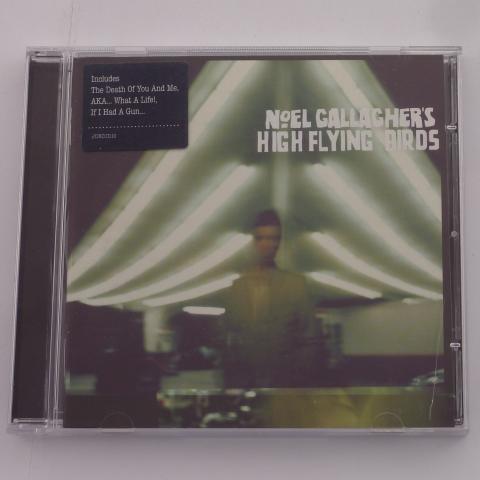 Includes
The Death Of You And Me,
AKA... What A Life!,
If I Had A Gun...
NOEL GALLAGHER'S
HIGH FLYING BIRDS